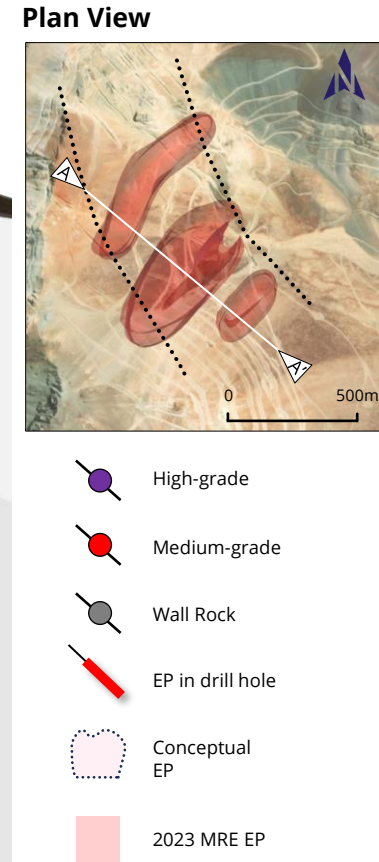 Plan View
N
A
A-
0 500m
High-grade
Medium-grade
Wall Rock
EP in drill hole
Conceptual
EP
2023 MRE EP